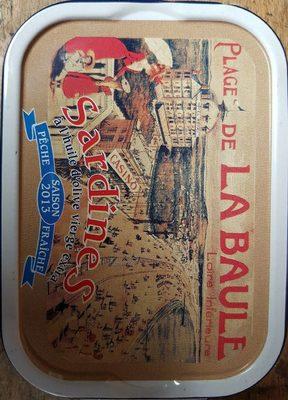 PLAGE DE LA BAULE
Loire Inférieure
CASINO
Sardines
à l'huile d'olive vierge extra
PÊCHE
SAISON
2013
FRAÎCHE